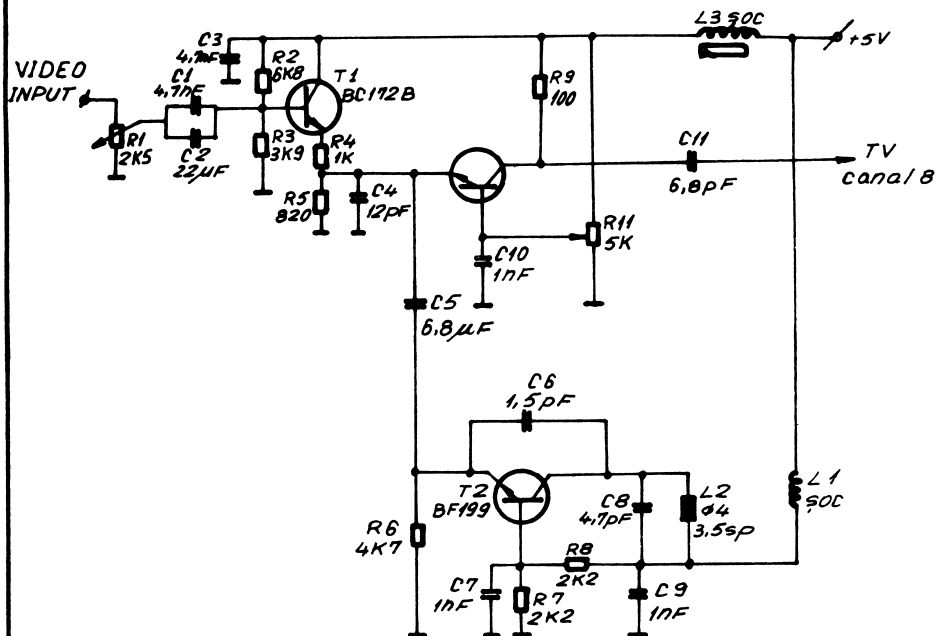 L3 ȘOC
+5V
C3
4,7nF
R2
6K8
T1
BC172B
VIDEO
INPUT
C1
4,7nF
R1
2K5
C2
22µF
R3
3K9
R4
1K
R5
820
C4
12pF
R9
100
C11
6,8pF
TV
canal 8
R11
5K
C10
1nF
C5
6,8µF
C6
1,5pF
T2
BF199
C8
4,7pF
L2
ø4
3,5sp
L1
ȘOC
R6
4K7
R8
2K2
C7
1nF
R7
2K2
C9
1nF